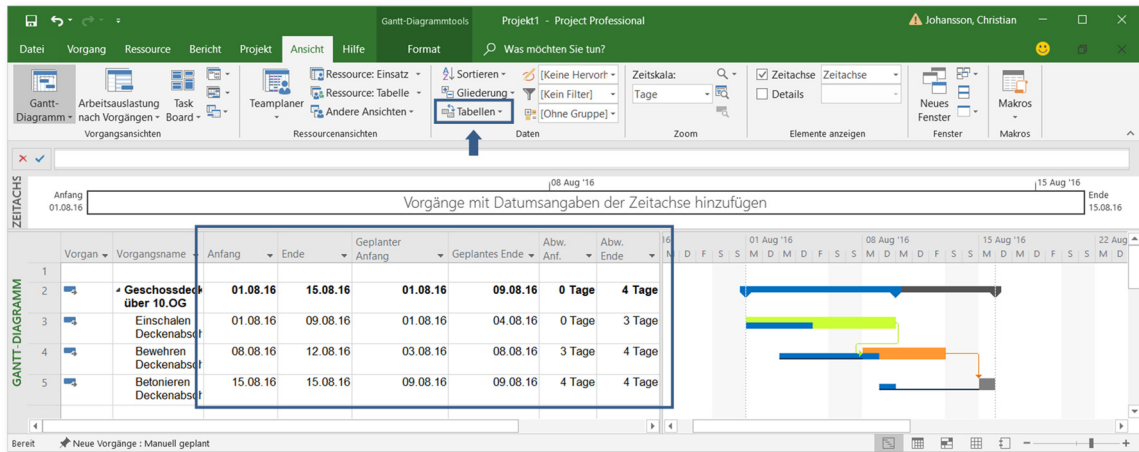 Gantt-Diagrammtools
Projekt1 - Project Professional
Johansson, Christian
Datei Vorgang Ressource Bericht Projekt Ansicht Hilfe Format Was möchten Sie tun?
Gantt-
Diagramm
Arbeitsauslastung
nach Vorgängen
Task
Board
Vorgangsansichten
Teamplaner
Ressource: Einsatz
Ressource: Tabelle
Andere Ansichten
Ressourcenansichten
Sortieren
Gliederung
Tabellen
[Keine Hervorh
[Kein Filter]
[Ohne Gruppe]
Daten
Zeitskala:
Tage
Zoom
Zeitachse Zeitachse
Details
Elemente anzeigen
Neues
Fenster
Fenster
Makros
Makros
ZEITACHS
Anfang
01.08.16
08 Aug '16
15 Aug '16
Vorgänge mit Datumsangaben der Zeitachse hinzufügen
Ende
15.08.16
GANTT-DIAGRAMM
Vorgan Vorgangsname Anfang Ende Geplanter Anfang Geplantes Ende Abw. Anf. Abw. Ende
16 01 Aug '16 08 Aug '16 15 Aug '16 22 Aug
M D F S S M D M D F S S M D M D F S S M D M D F S S M D
1
2 Geschossdeck über 10.OG 01.08.16 15.08.16 01.08.16 09.08.16 0 Tage 4 Tage
3 Einschalen Deckenabsch 01.08.16 09.08.16 01.08.16 04.08.16 0 Tage 3 Tage
4 Bewehren Deckenabsch 08.08.16 12.08.16 03.08.16 08.08.16 3 Tage 4 Tage
5 Betonieren Deckenabsch 15.08.16 15.08.16 09.08.16 09.08.16 4 Tage 4 Tage
Bereit Neue Vorgänge : Manuell geplant